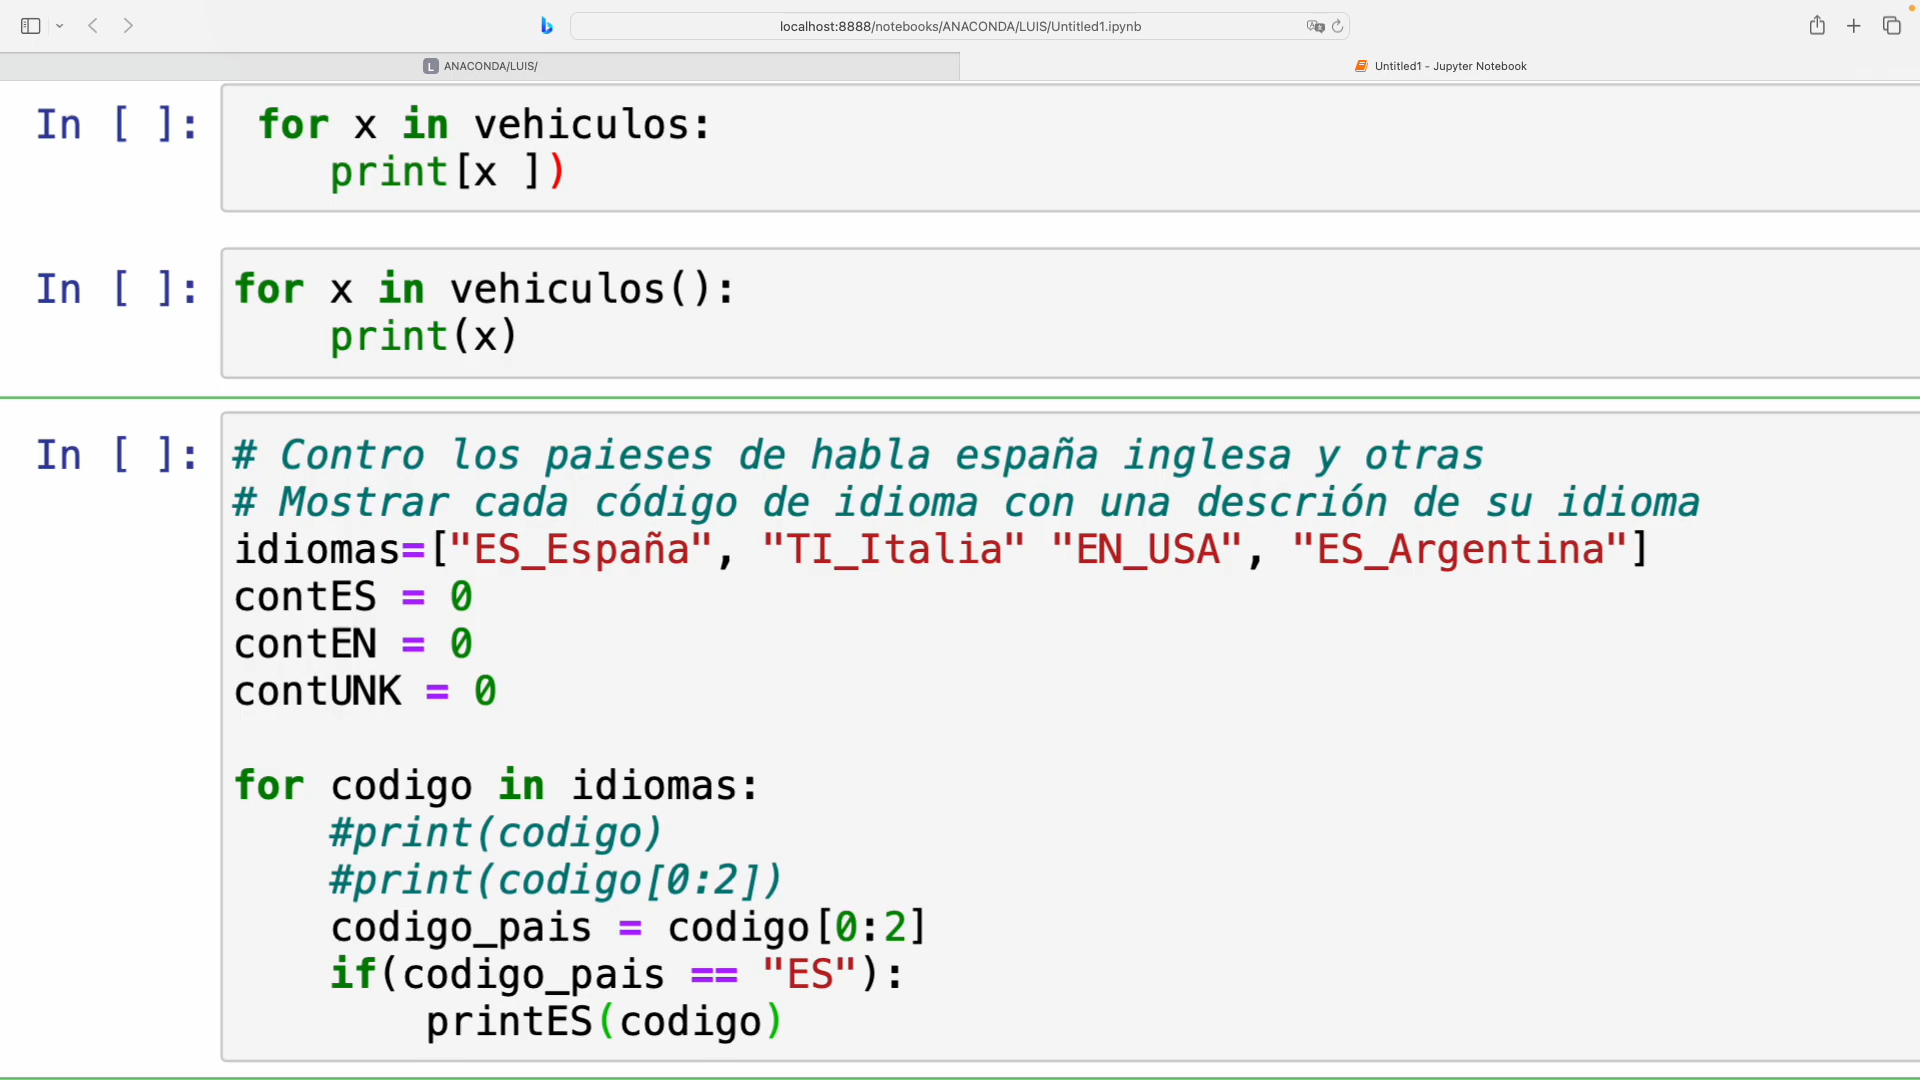 localhost:8888/notebooks/ANACONDA/LUIS/Untitled1.ipynb
L ANACONDA/LUIS/
Untitled1 - Jupyter Notebook
In [ ]: for x in vehiculos:
print[x ])
In [ ]: for x in vehiculos():
print(x)
In [ ]: # Contro los paieses de habla españa inglesa y otras
# Mostrar cada código de idioma con una descrión de su idioma
idiomas=["ES_España", "TI_Italia" "EN_USA", "ES_Argentina"]
contES = 0
contEN = 0
contUNK = 0
for codigo in idiomas:
#print(codigo)
#print(codigo[0:2])
codigo_pais = codigo[0:2]
if(codigo_pais == "ES"):
printES(codigo)